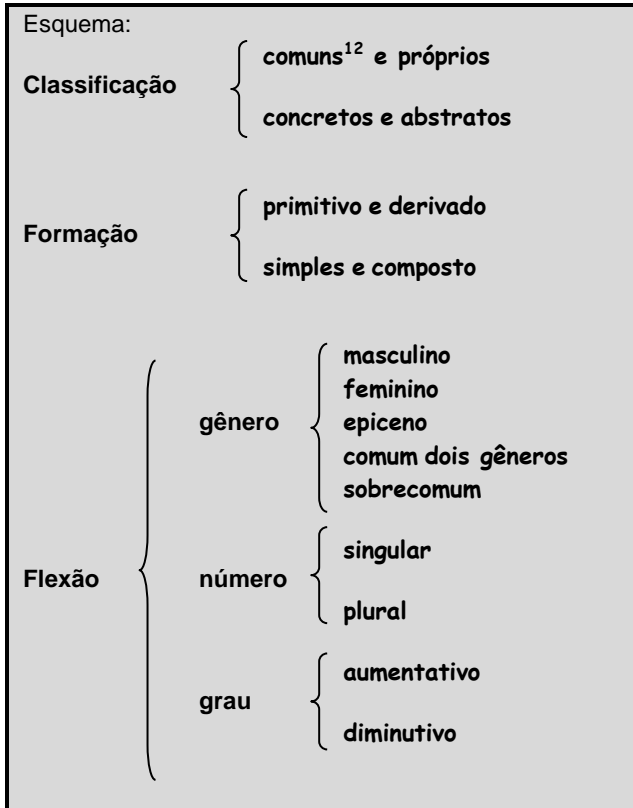 Esquema:
comuns¹² e próprios
Classificação
concretos e abstratos
primitivo e derivado
Formação
simples e composto
masculino
feminino
gênero
epiceno
comum dois gêneros
sobrecomum
singular
Flexão
número
plural
aumentativo
grau
diminutivo